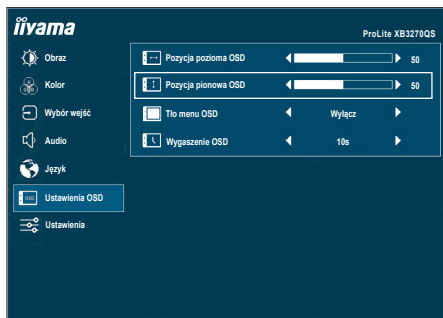 iiyama
ProLite XB3270QS
Obraz
Kolor
Wybór wejść
Audio
Język
Ustawienia OSD
Ustawienia
Pozycja pozioma OSD 50
Pozycja pionowa OSD 50
Tło menu OSD Wyłącz
Wygaszenie OSD 10s